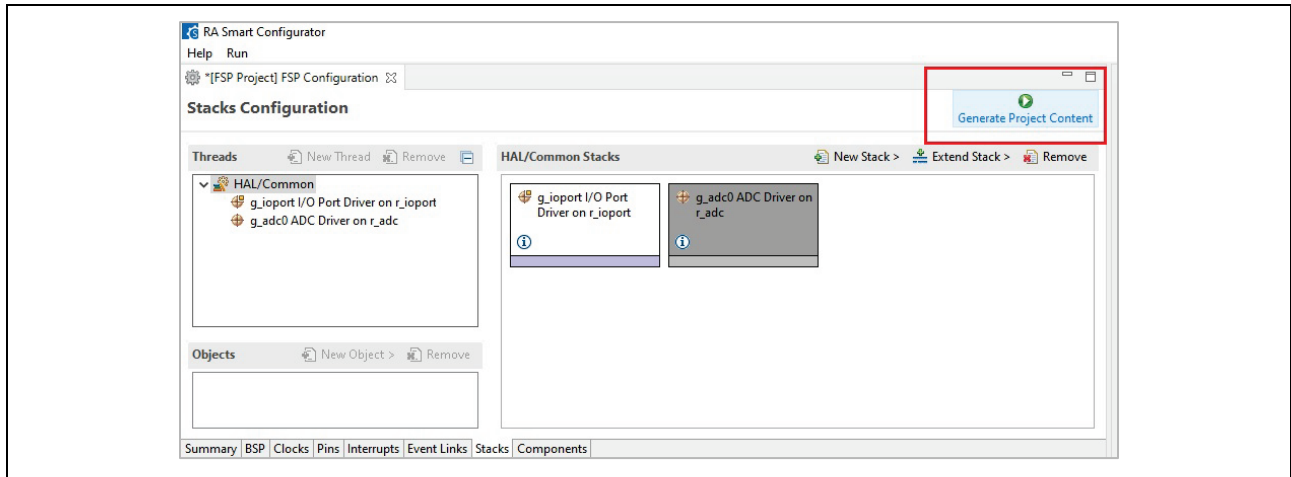 RA Smart Configurator
Help Run
*[FSP Project] FSP Configuration
Stacks Configuration
Generate Project Content
Threads New Thread Remove
HAL/Common
g_ioport I/O Port Driver on r_ioport
g_adc0 ADC Driver on r_adc
HAL/Common Stacks New Stack > Extend Stack > Remove
g_ioport I/O Port
Driver on r_ioport
g_adc0 ADC Driver on
r_adc
Objects New Object > Remove
Summary BSP Clocks Pins Interrupts Event Links Stacks Components